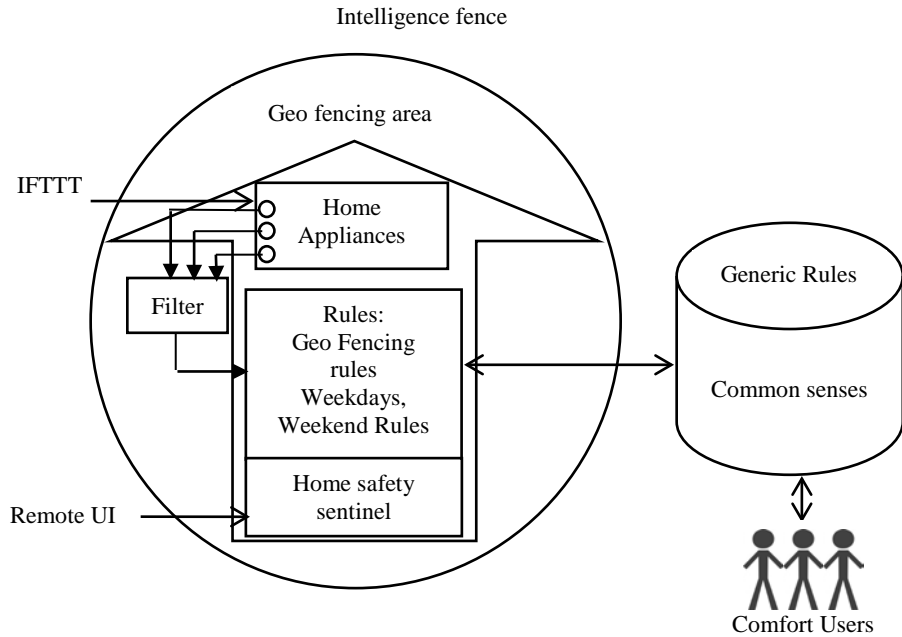 Intelligence fence
Geo fencing area
IFTTT
Home
Appliances
Filter
Rules:
Geo Fencing
rules
Weekdays,
Weekend Rules
Home safety
sentinel
Remote UI
Generic Rules
Common senses
Comfort Users